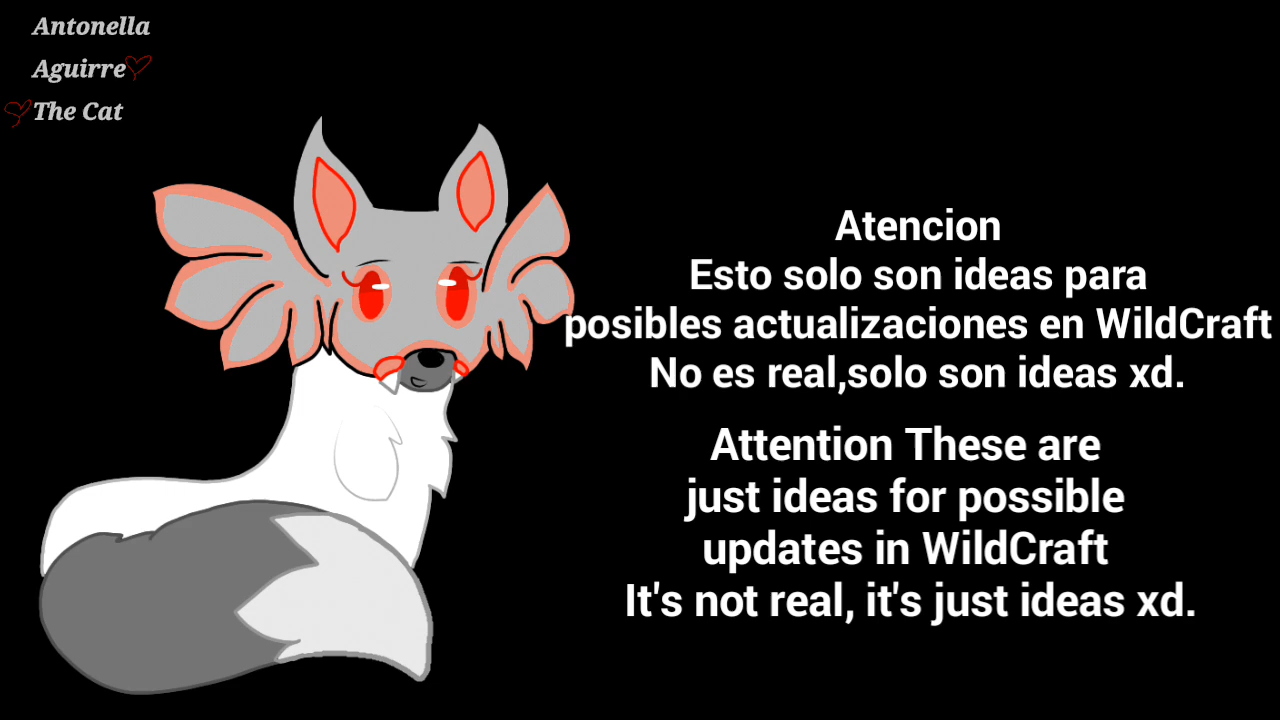 Antonella
Aguirre
The Cat
Atencion
Esto solo son ideas para
posibles actualizaciones en WildCraft
No es real,solo son ideas xd.
Attention These are
just ideas for possible
updates in WildCraft
It's not real, it's just ideas xd.